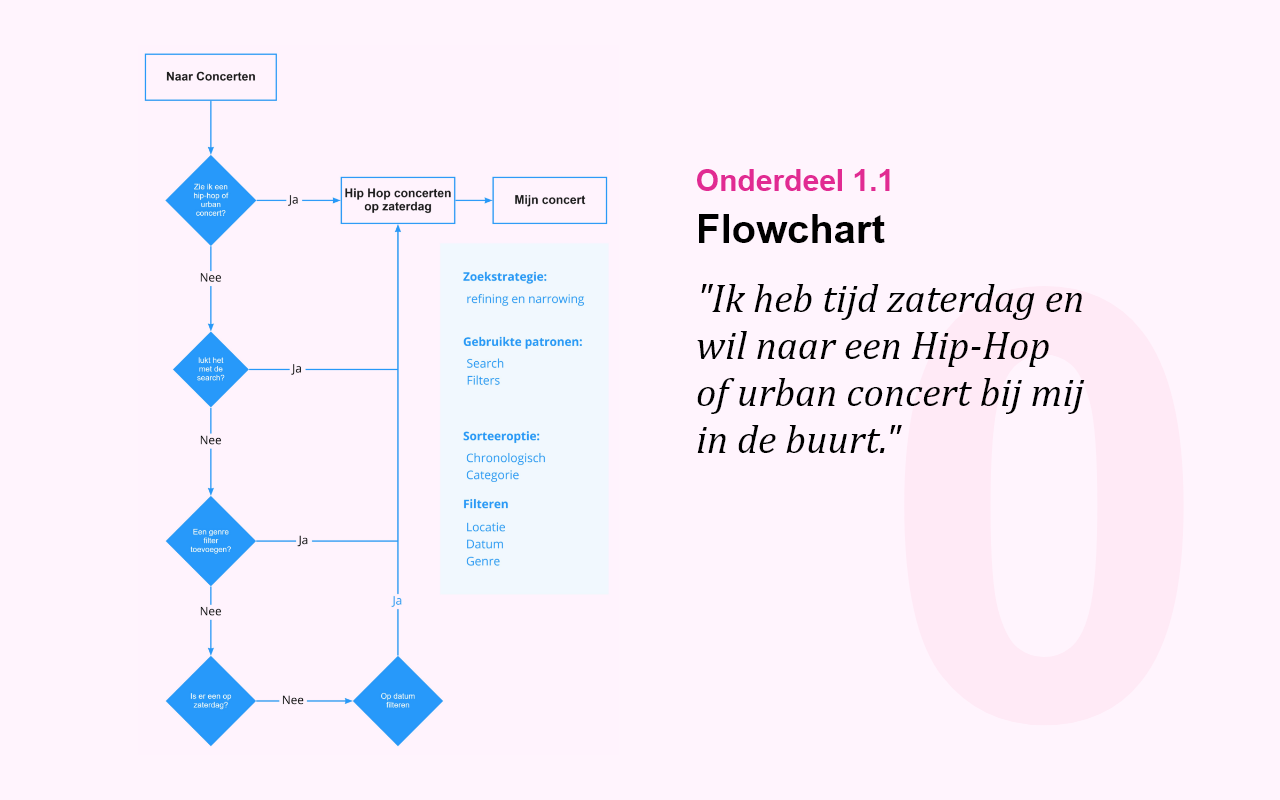 Naar Concerten
Zie ik een
hip-hop of
urban
concert?
Ja
Hip Hop concerten
op zaterdag
Mijn concert
Nee
lukt het
met de
search?
Ja
Nee
Een genre
filter
toevoegen?
Ja
Nee
Is er een op
zaterdag?
Nee
Op datum
filteren
Ja
Zoekstrategie:
refining en narrowing
Gebruikte patronen:
Search
Filters
Sorteeroptie:
Chronologisch
Categorie
Filteren
Locatie
Datum
Genre
Onderdeel 1.1
Flowchart
"Ik heb tijd zaterdag en
wil naar een Hip-Hop
of urban concert bij mij
in de buurt."
0